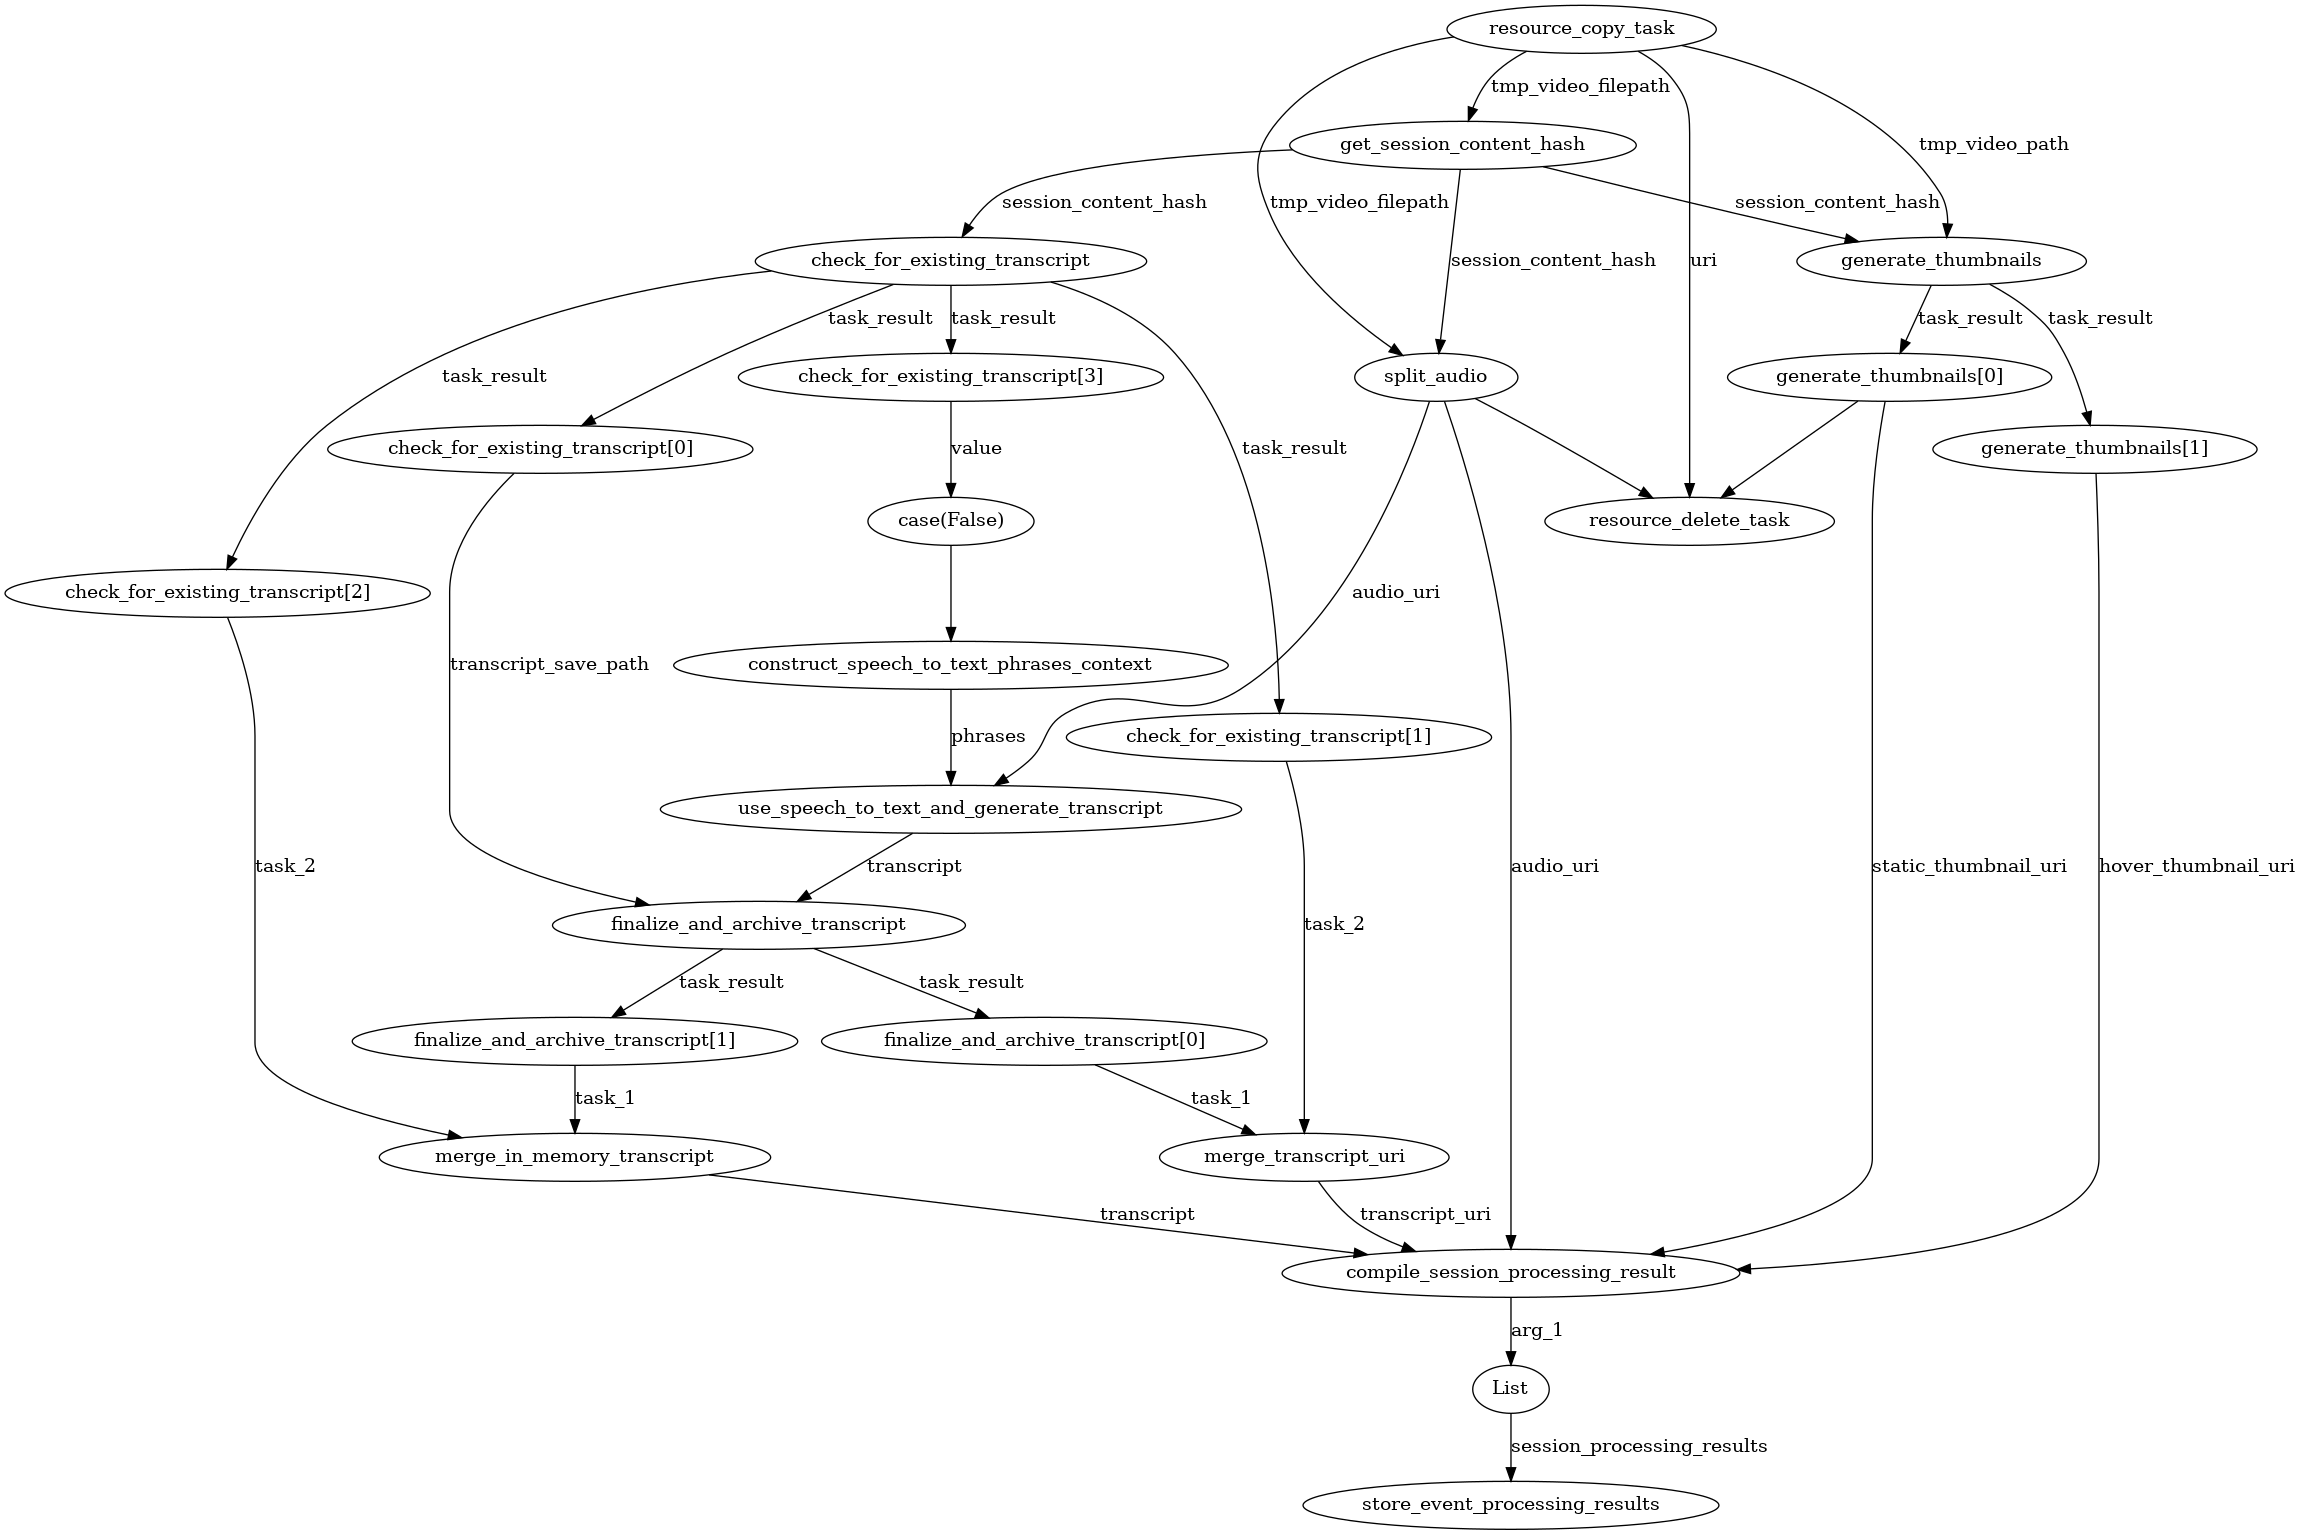 resource_copy_task
tmp_video_filepath
get_session_content_hash
tmp_video_path
session_content_hash
tmp_video_filepath
session_content_hash
check_for_existing_transcript
session_content_hash
uri
generate_thumbnails
task_result
task_result
task_result
task_result
task_result
check_for_existing_transcript[3]
split_audio
generate_thumbnails[0]
check_for_existing_transcript[0]
value
task_result
generate_thumbnails[1]
case(False)
resource_delete_task
check_for_existing_transcript[2]
audio_uri
transcript_save_path
construct_speech_to_text_phrases_context
phrases
check_for_existing_transcript[1]
use_speech_to_text_and_generate_transcript
task_2
transcript
audio_uri
static_thumbnail_uri
hover_thumbnail_uri
finalize_and_archive_transcript
task_2
task_result
task_result
finalize_and_archive_transcript[1]
finalize_and_archive_transcript[0]
task_1
task_1
merge_in_memory_transcript
merge_transcript_uri
transcript
transcript_uri
compile_session_processing_result
arg_1
List
session_processing_results
store_event_processing_results